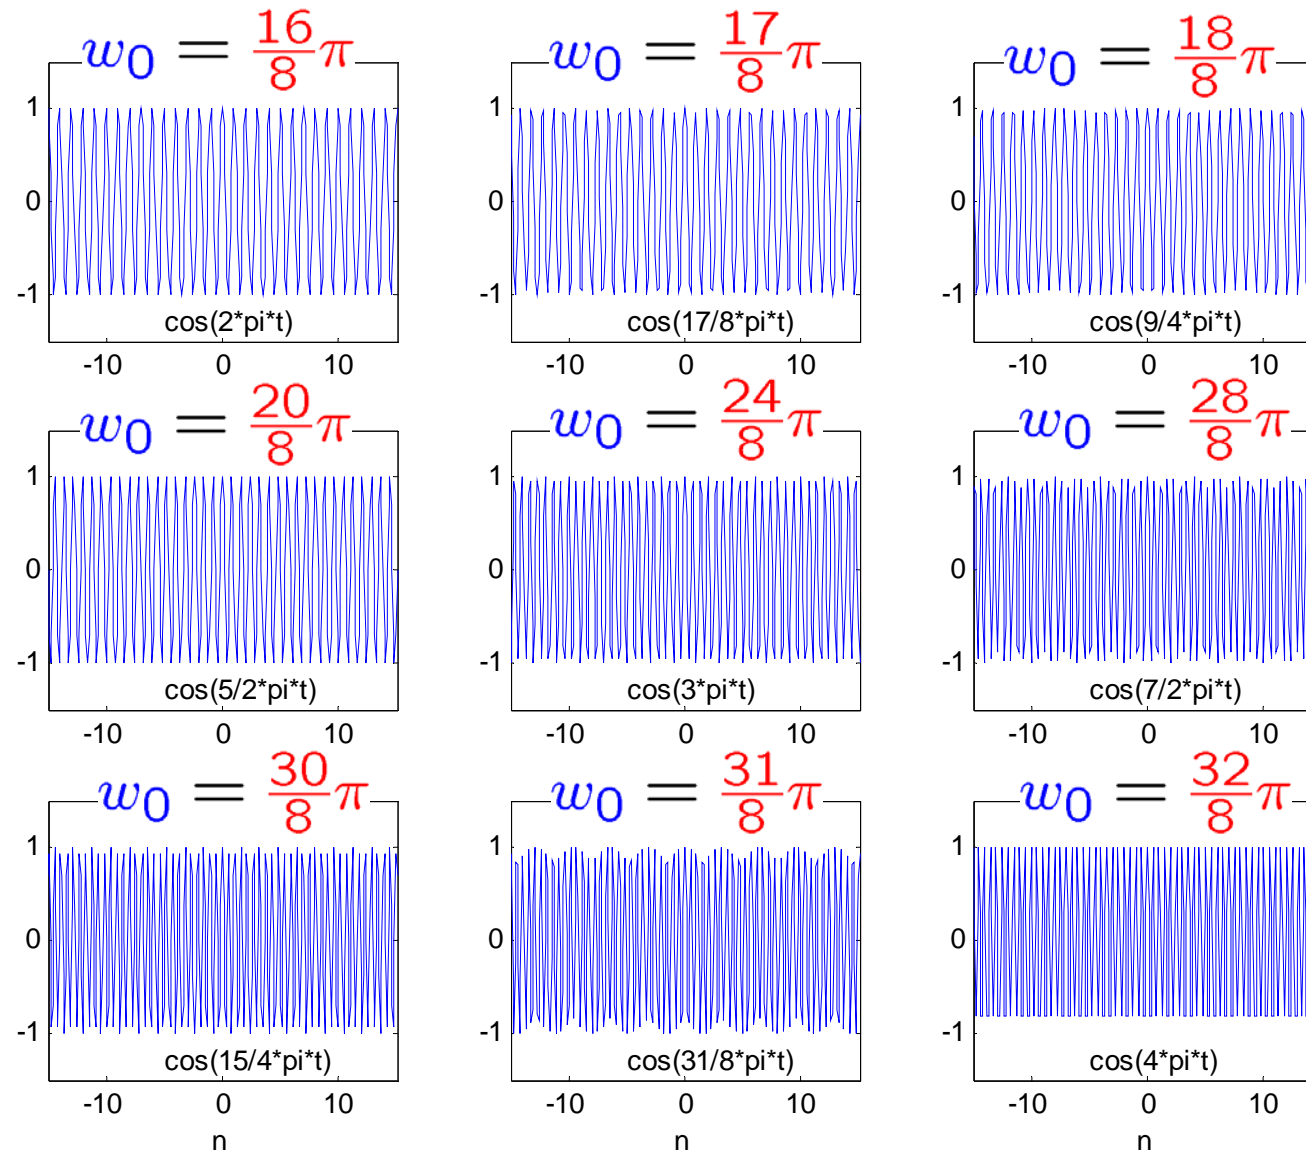 w₀ = 16/8 π
w₀ = 17/8 π
w₀ = 18/8 π
1
0
-1
cos(2*pi*t)
-10 0 10
1
0
-1
cos(17/8*pi*t)
-10 0 10
1
0
-1
cos(9/4*pi*t)
-10 0 10
w₀ = 20/8 π
w₀ = 24/8 π
w₀ = 28/8 π
1
0
-1
cos(5/2*pi*t)
-10 0 10
1
0
-1
cos(3*pi*t)
-10 0 10
1
0
-1
cos(7/2*pi*t)
-10 0 10
w₀ = 30/8 π
w₀ = 31/8 π
w₀ = 32/8 π
1
0
-1
cos(15/4*pi*t)
-10 0 10
n
1
0
-1
cos(31/8*pi*t)
-10 0 10
n
1
0
-1
cos(4*pi*t)
-10 0 10
n